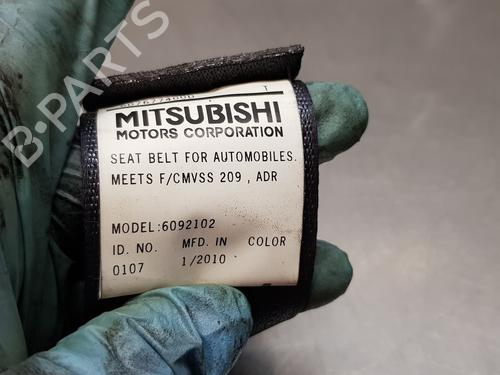 MITSUBISHI
MOTORS CORPORATION
SEAT BELT FOR AUTOMOBILES.
MEETS F/CMVSS 209 , ADR
MODEL:6092102
ID. NO. MFD. IN COLOR
0107 1/2010
B-PARTS